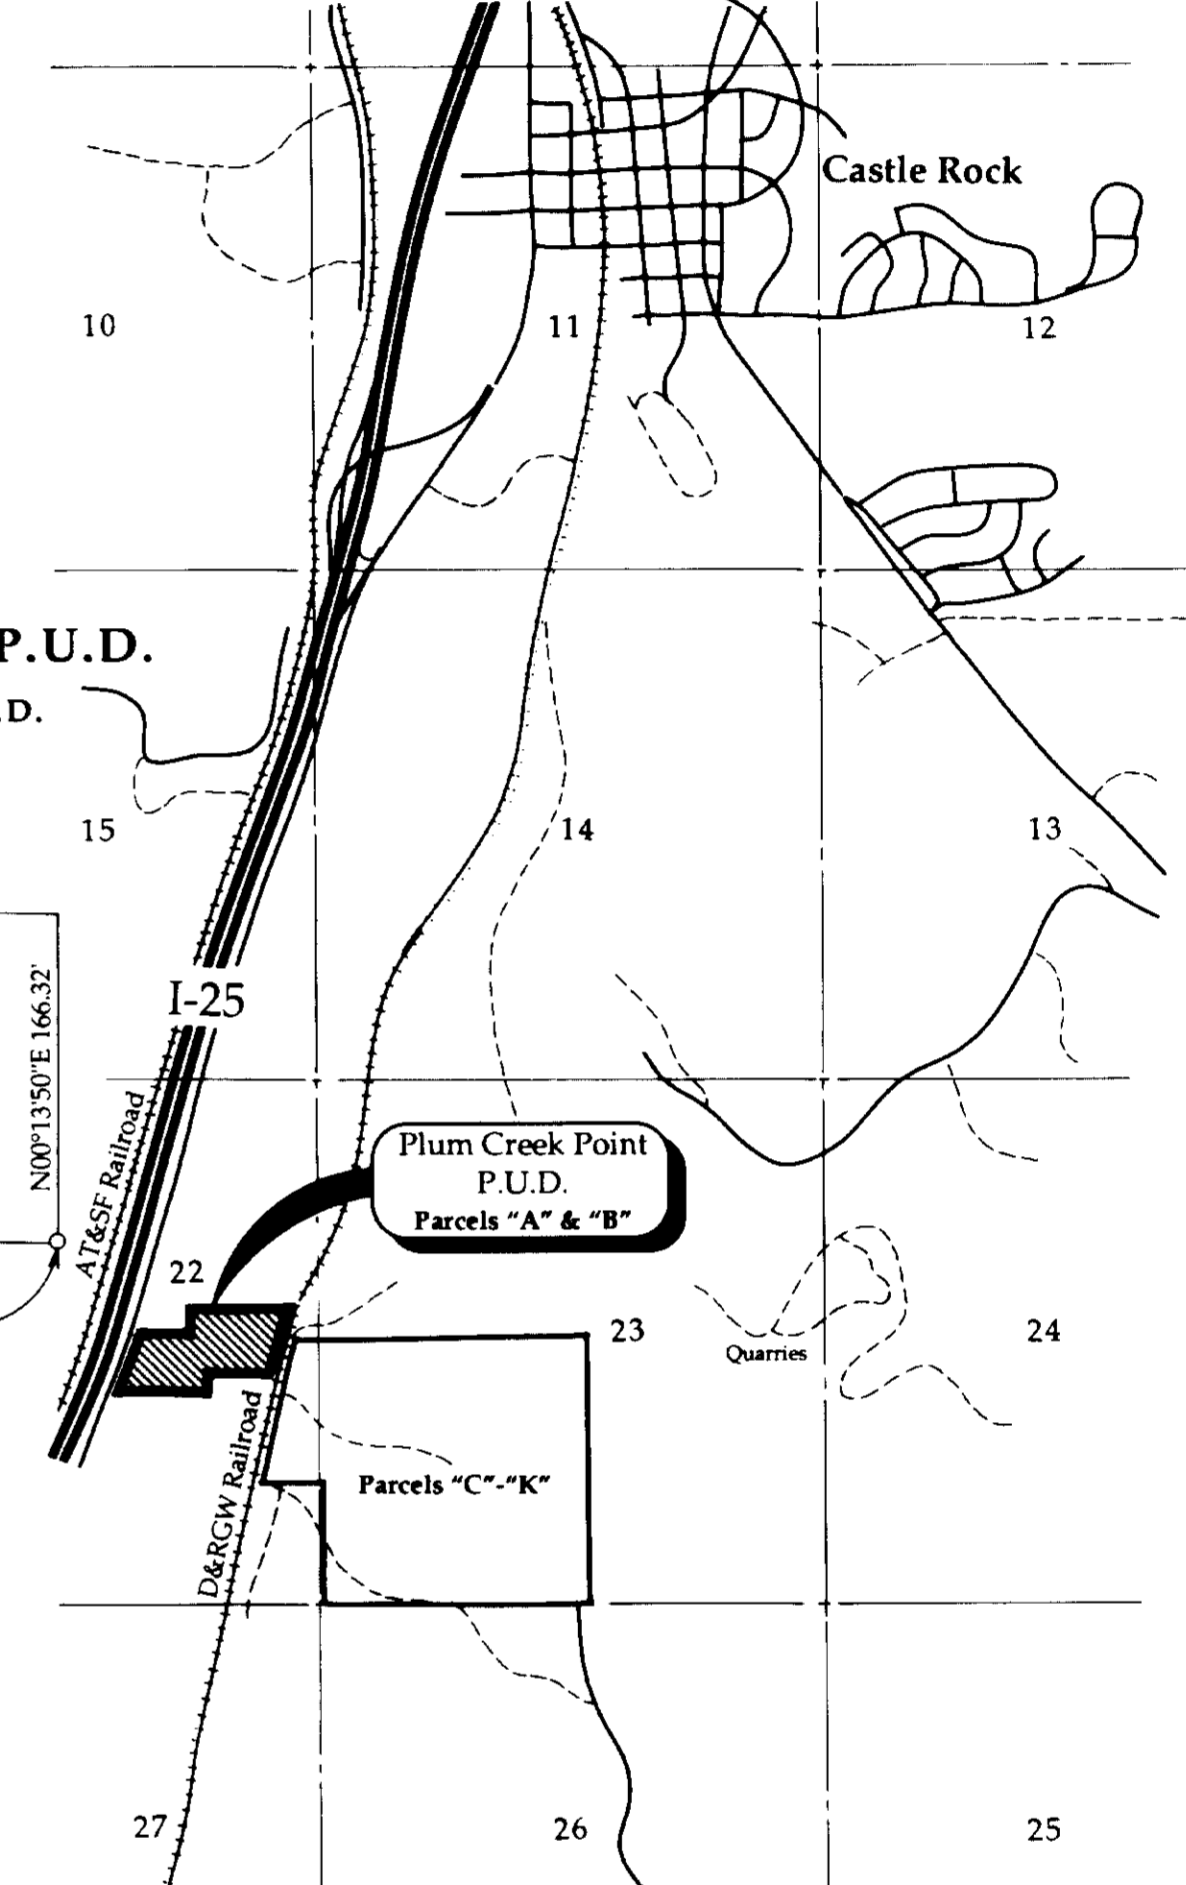 Castle Rock
10
11
12
P.U.D.
.D.
15
14
13
I-25
N00°13'50"E 166.32'
AT&SF Railroad
Plum Creek Point
P.U.D.
Parcels "A" & "B"
22
23
24
Quarries
D&RGW Railroad
Parcels "C"-"K"
27
26
25